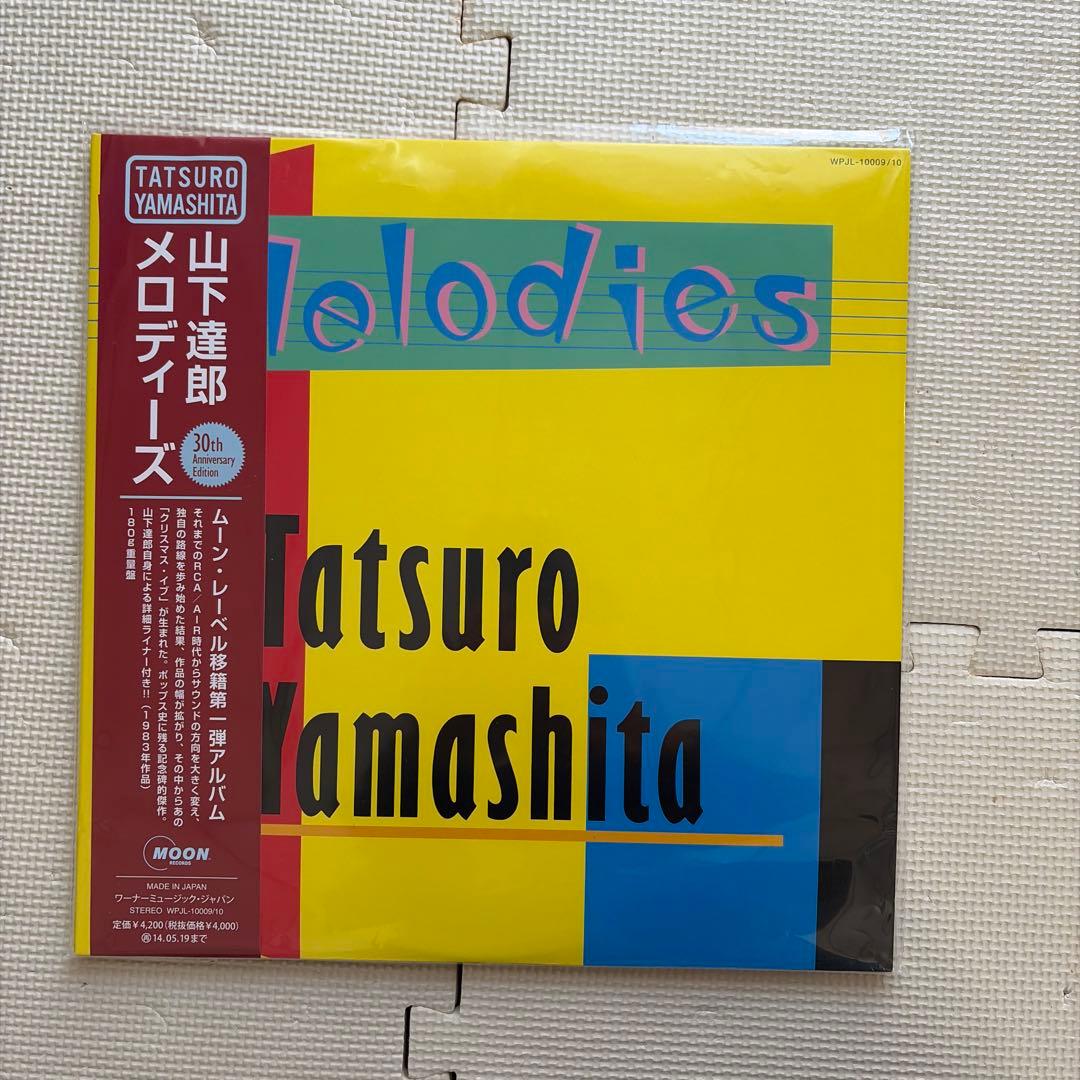 TATSURO
YAMASHITA
山下達郎
メロディーズ
30th
Anniversary
Edition
ムーン・レーベル移籍第一弾アルバム
それまでのRCA/AIR時代からサウンドの方向を大きく変え、
独自の路線を歩み始めた結果、作品の幅が拡がり、その中からあの
「クリスマス・イブ」が生まれた。ポップス史に残る記念碑的傑作。
山下達郎自身による詳細ライナー付き!!(1983年作品)
180g重量盤
MOON
RECORDS
MADE IN JAPAN
ワーナーミュージック・ジャパン
STEREO WPJL-10009/10
定価¥4,200(税抜価格¥4,000)
再14.05.19まで
WPJL-10009/10
Melodies
Tatsuro
Yamashita